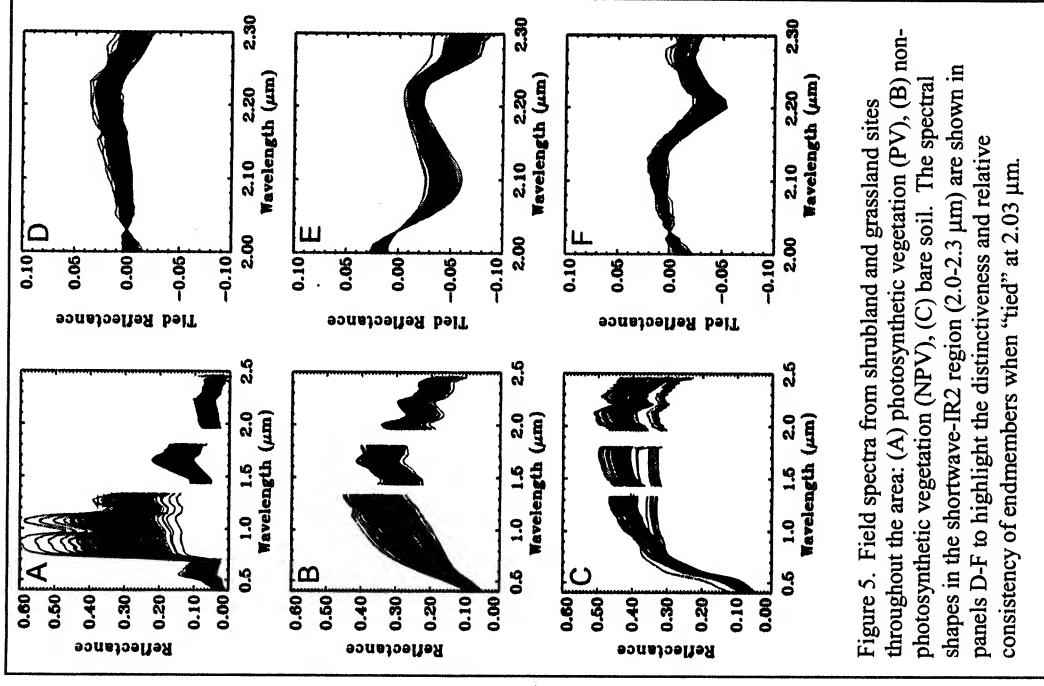 A
0.60
0.50
0.40
0.30
0.20
0.10
0.00
Reflectance
0.5 1.0 1.5 2.0 2.5
Wavelength (μm)
D
0.10
0.05
0.00
−0.05
−0.10
Tied Reflectance
2.00 2.10 2.20 2.30
Wavelength (μm)
B
0.60
0.50
0.40
0.30
0.20
0.10
0.00
Reflectance
0.5 1.0 1.5 2.0 2.5
Wavelength (μm)
E
0.10
0.05
0.00
−0.05
−0.10
Tied Reflectance
2.00 2.10 2.20 2.30
Wavelength (μm)
C
0.60
0.50
0.40
0.30
0.20
0.10
0.00
Reflectance
0.5 1.0 1.5 2.0 2.5
Wavelength (μm)
F
0.10
0.05
0.00
−0.05
−0.10
Tied Reflectance
2.00 2.10 2.20 2.30
Wavelength (μm)
Figure 5. Field spectra from shrubland and grassland sites
throughout the area: (A) photosynthetic vegetation (PV), (B) non-
photosynthetic vegetation (NPV), (C) bare soil. The spectral
shapes in the shortwave-IR2 region (2.0-2.3 μm) are shown in
panels D-F to highlight the distinctiveness and relative
consistency of endmembers when "tied" at 2.03 μm.